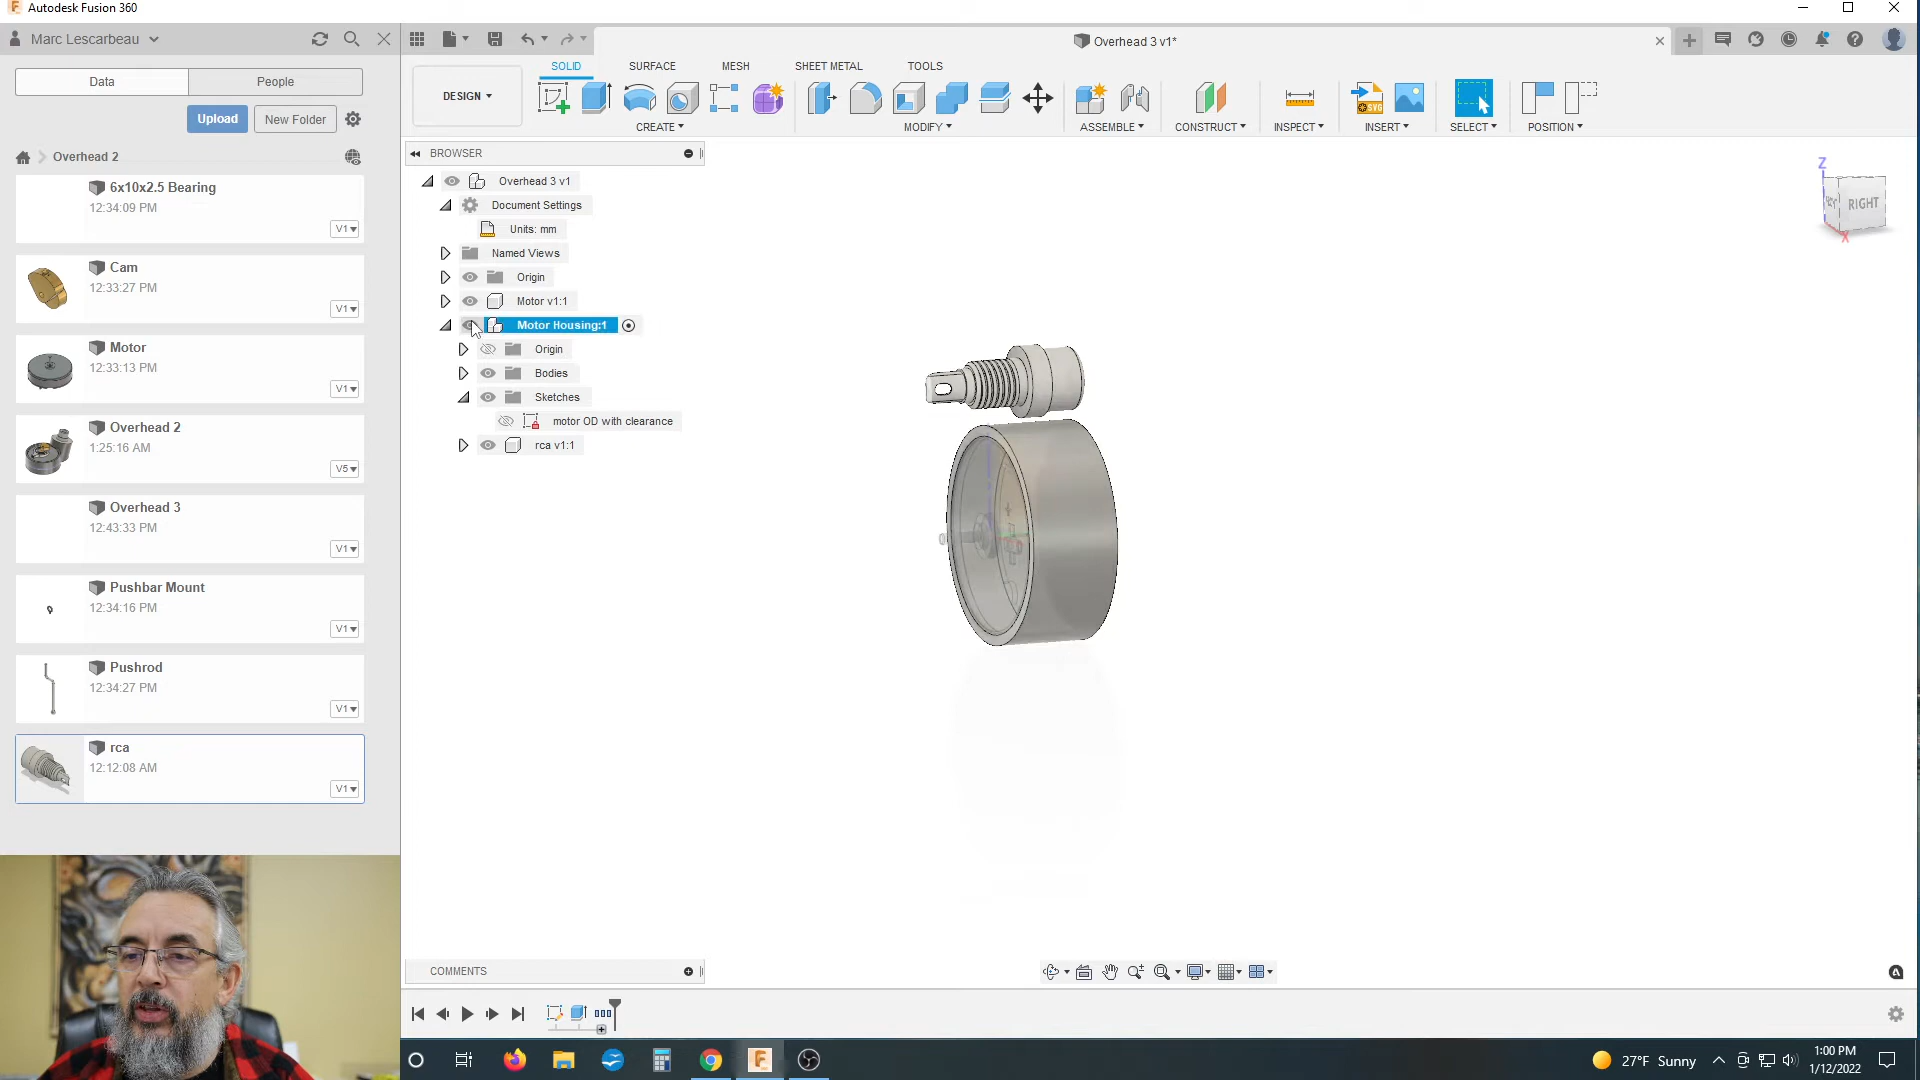 Autodesk Fusion 360
Marc Lescarbeau
Overhead 3 v1*
Data
People
Upload
New Folder
Overhead 2
6x10x2.5 Bearing
12:34:09 PM
V1
Cam
12:33:27 PM
V1
Motor
12:33:13 PM
V1
Overhead 2
1:25:16 AM
V5
Overhead 3
12:43:33 PM
V1
Pushbar Mount
12:34:16 PM
V1
Pushrod
12:34:27 PM
V1
rca
12:12:08 AM
V1
SOLID
SURFACE
MESH
SHEET METAL
TOOLS
DESIGN
CREATE
MODIFY
ASSEMBLE
CONSTRUCT
INSPECT
INSERT
SELECT
POSITION
BROWSER
Overhead 3 v1
Document Settings
Units: mm
Named Views
Origin
Motor v1:1
Motor Housing:1
Origin
Bodies
Sketches
motor OD with clearance
rca v1:1
Z
RIGHT
X
COMMENTS
27°F Sunny
1:00 PM
1/12/2022